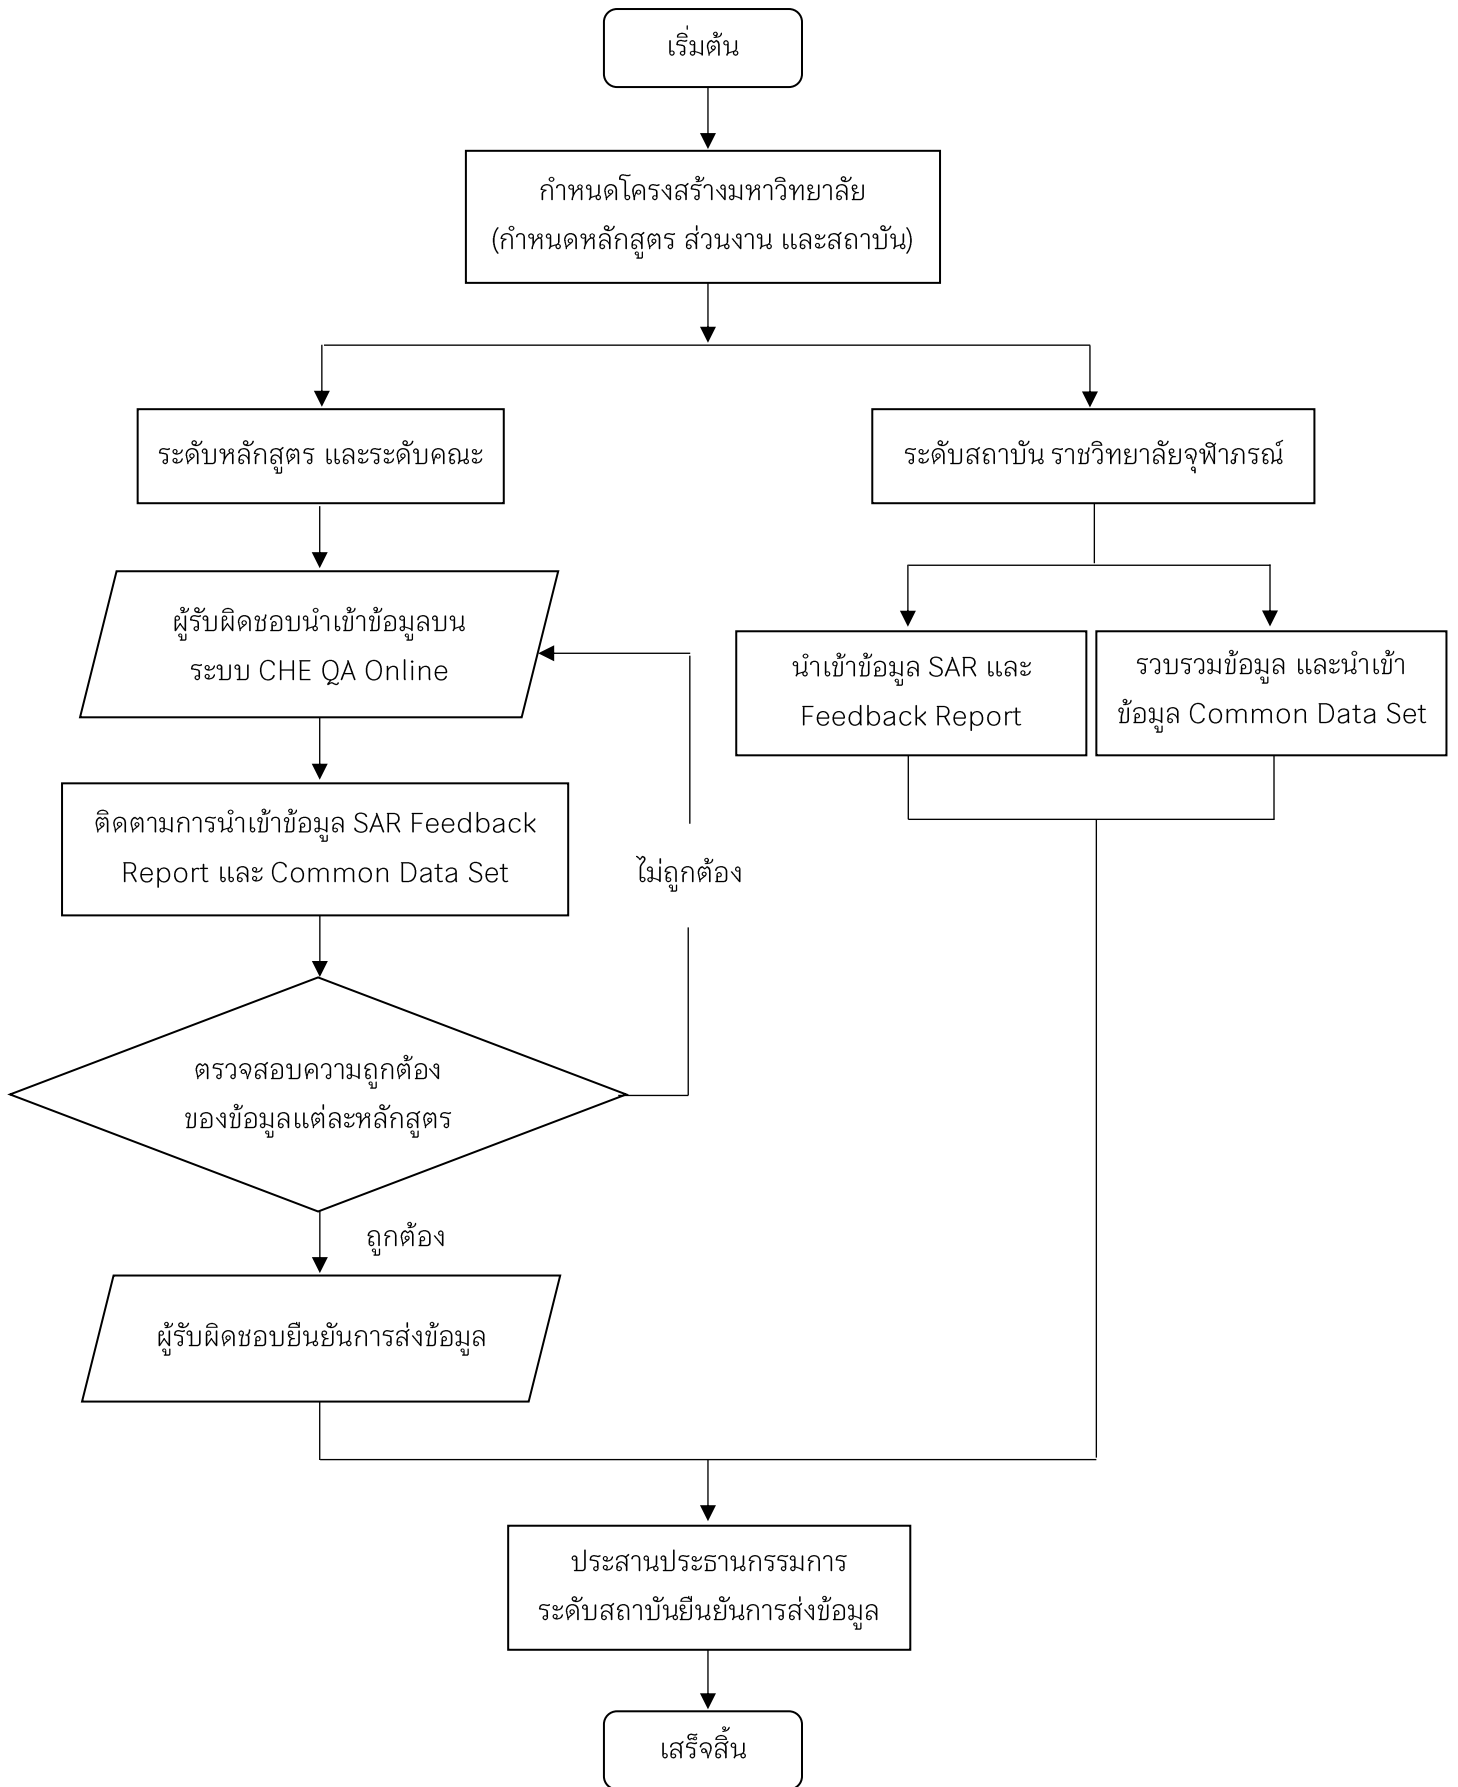 เริ่มต้น
กำหนดโครงสร้างมหาวิทยาลัย
(กำหนดหลักสูตร ส่วนงาน และสถาบัน)
ระดับหลักสูตร และระดับคณะ
ระดับสถาบัน ราชวิทยาลัยจุฬาภรณ์
ผู้รับผิดชอบนำเข้าข้อมูลบน
ระบบ CHE QA Online
นำเข้าข้อมูล SAR และ
Feedback Report
รวบรวมข้อมูล และนำเข้า
ข้อมูล Common Data Set
ติดตามการนำเข้าข้อมูล SAR Feedback
Report และ Common Data Set
ไม่ถูกต้อง
ตรวจสอบความถูกต้อง
ของข้อมูลแต่ละหลักสูตร
ถูกต้อง
ผู้รับผิดชอบยืนยันการส่งข้อมูล
ประสานประธานกรรมการ
ระดับสถาบันยืนยันการส่งข้อมูล
เสร็จสิ้น